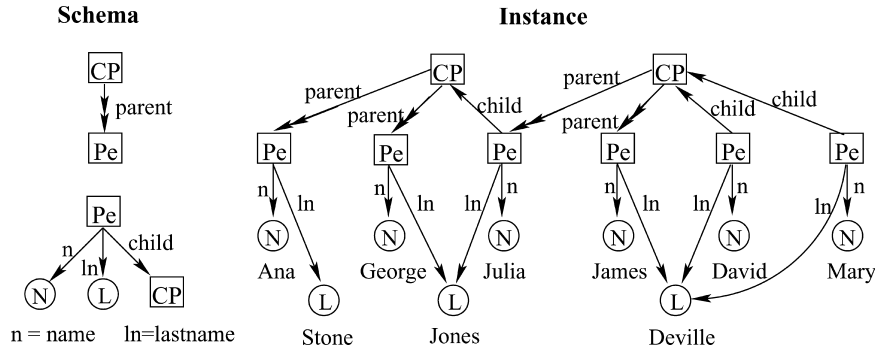 Schema
Instance
CP
parent
Pe
Pe
n
ln
child
N
L
CP
n = name
ln=lastname
CP
CP
parent
parent
child
parent
parent
child
child
Pe
Pe
Pe
Pe
Pe
Pe
n
ln
n
ln
ln
n
n
ln
ln
n
ln
n
N
N
N
N
N
N
Ana
George
Julia
James
David
Mary
L
L
L
Stone
Jones
Deville